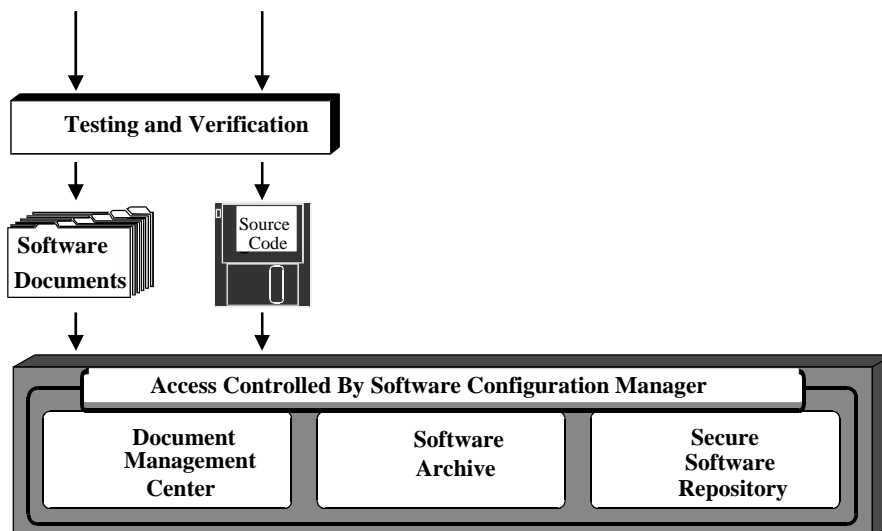 Testing and Verification
Software
Documents
Source
Code
Access Controlled By Software Configuration Manager
Document
Management
Center
Software
Archive
Secure
Software
Repository